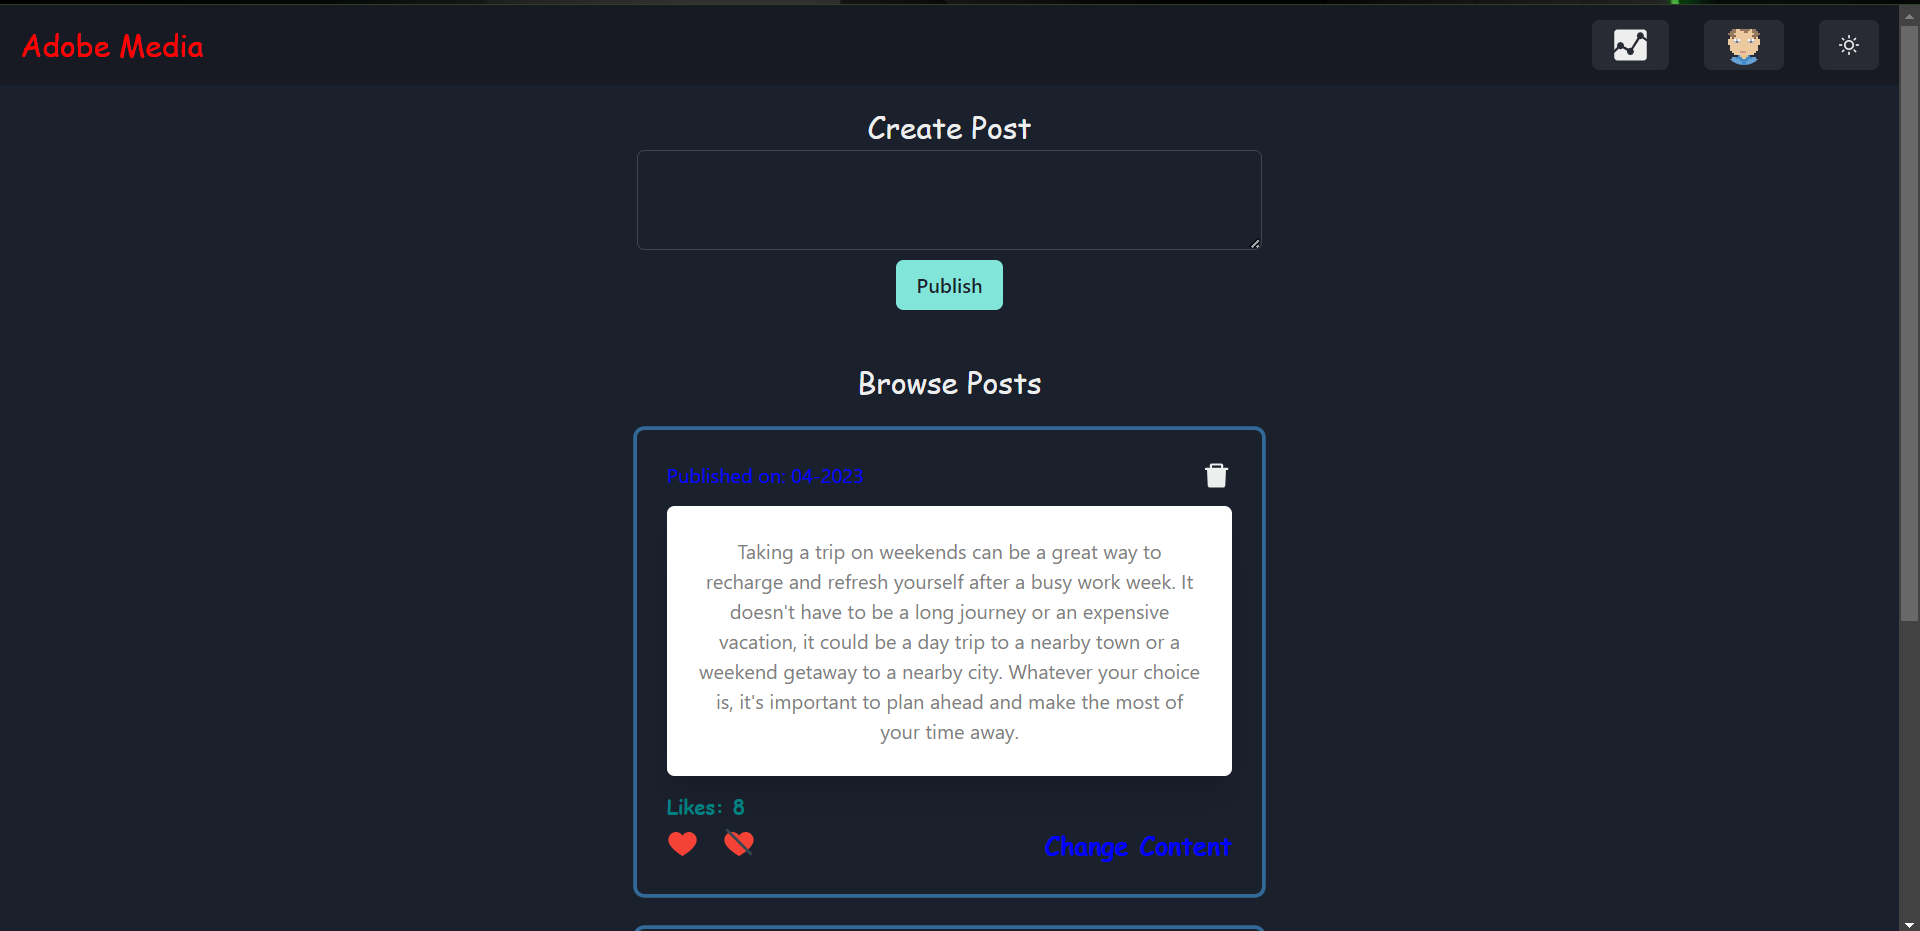 Adobe Media
Create Post
Publish
Browse Posts
Published on: 04-2023
Taking a trip on weekends can be a great way to
recharge and refresh yourself after a busy work week. It
doesn't have to be a long journey or an expensive
vacation, it could be a day trip to a nearby town or a
weekend getaway to a nearby city. Whatever your choice
is, it's important to plan ahead and make the most of
your time away.
Likes: 8
Change Content